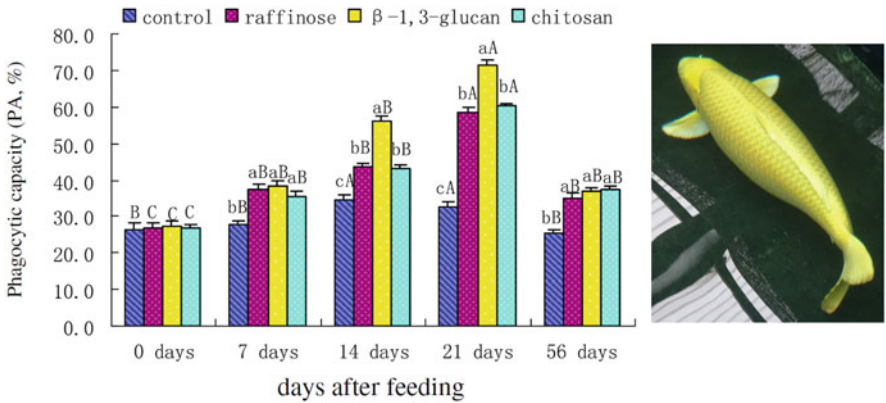 control raffinose β-1,3-glucan chitosan
Phagocytic capacity (PA, %)
80.0
70.0
60.0
50.0
40.0
30.0
20.0
10.0
0.0
B C C C
bB aB aB aB
cA bB aB bB
cA bA aA bA
bB aB aB aB
0 days 7 days 14 days 21 days 56 days
days after feeding